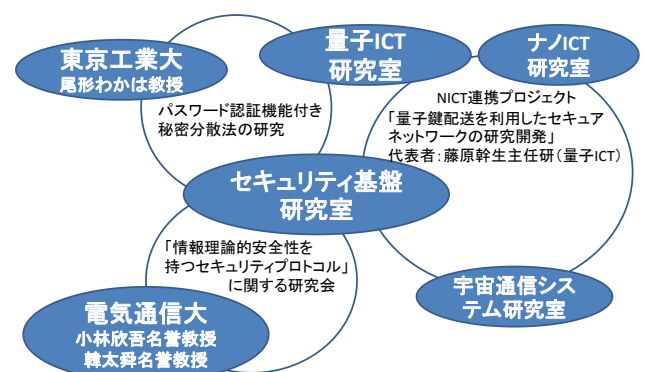 東京工業大
尾形わかは教授
量子ICT
研究室
ナノICT
研究室
パスワード認証機能付き
秘密分散法の研究
NICT連携プロジェクト
「量子鍵配送を利用したセキュア
ネットワークの研究開発」
代表者：藤原幹生主任研（量子ICT）
セキュリティ基盤
研究室
「情報理論的安全性を
持つセキュリティプロトコル」
に関する研究会
宇宙通信シス
テム研究室
電気通信大
小林欣吾名誉教授
韓太舜名誉教授